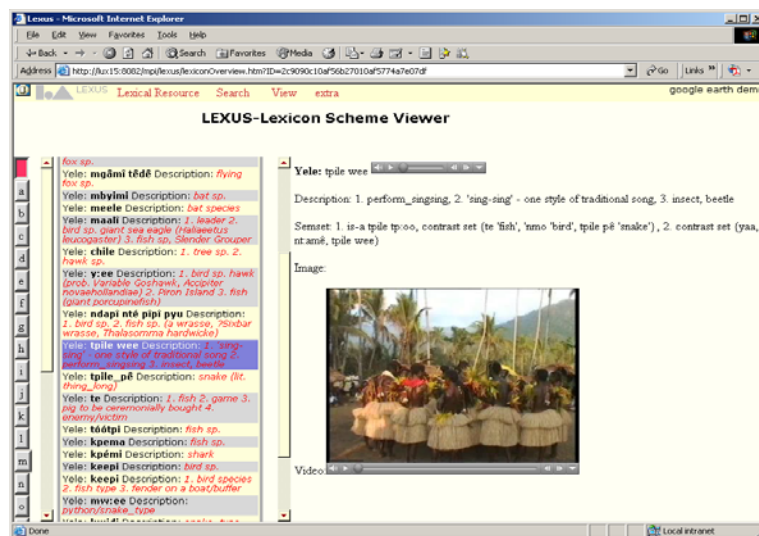 Lexus - Microsoft Internet Explorer
File Edit View Favorites Tools Help
Back Search Favorites Media
Address http://lux15:8082/mpi/lexus/lexiconOverview.htm?ID=2c9090c10af56b27010af5774a7e07df Go Links
LEXUS Lexical Resource Search View extra google earth dem
LEXUS-Lexicon Scheme Viewer
a
b
c
d
e
f
g
h
i
j
k
l
m
n
o
fox sp.
Yele: mgâmî têdê Description: flying
fox sp.
Yele: mbyimi Description: bat sp.
Yele: meele Description: bat species
Yele: maalî Description: 1. leader 2.
bird sp. giant sea eagle (Haliaeetus
leucogaster) 3. fish sp, Slender Grouper
Yele: chile Description: 1. tree sp. 2.
hawk sp.
Yele: y:ee Description: 1. bird sp. hawk
(prob. Variable Goshawk, Accipiter
novaehollandiae) 2. Piron Island 3. fish
(giant porcupinefish)
Yele: ndapî nté pîpî pyu Description:
1. bird sp. 2. fish sp. (a wrasse, ?Sixbar
wrasse, Thalasomma hardwicke)
Yele: tpile wee Description: 1. 'sing-
sing' - one style of traditional song 2.
perform_singsing 3. insect, beetle
Yele: tpîle_pê Description: snake (lit.
thing_long)
Yele: te Description: 1. fish 2. game 3.
pig to be ceremonially bought 4.
enemy/victim
Yele: tóótpi Description: fish sp.
Yele: kpema Description: fish sp.
Yele: kpémi Description: shark
Yele: keepî Description: bird sp.
Yele: keepi Description: 1. bird species
2. fish type 3. fender on a boat/buffer
Yele: mw:ee Description:
python/snake_type
Yele: tpile wee
Description: 1. perform_singsing, 2. 'sing-sing' - one style of traditional song, 3. insect, beetle
Semset: 1. is-a tpile tp:oo, contrast set (te 'fish', 'nmo 'bird', tpile pê 'snake') , 2. contrast set (yaa,
nt:amê, tpile wee)
Image:
Video:
Done Local intranet